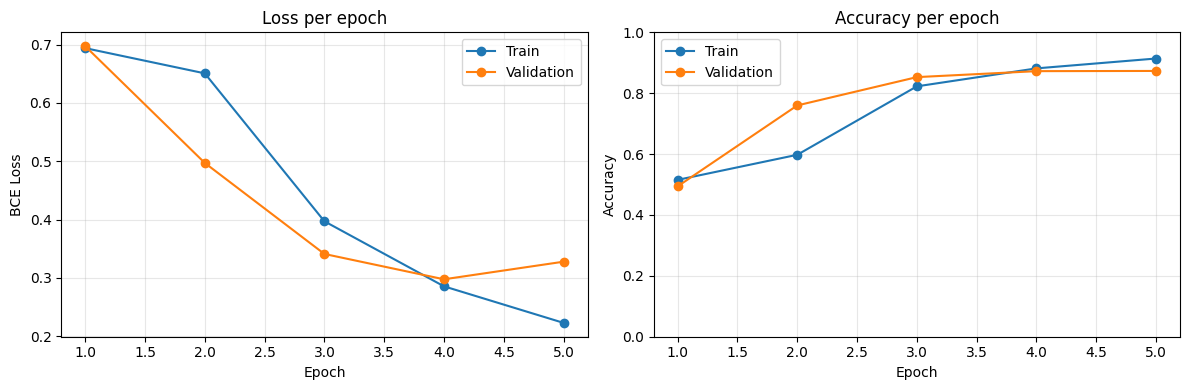 Loss per epoch
BCE Loss
0.7
0.6
0.5
0.4
0.3
0.2
Train
Validation
1.0 1.5 2.0 2.5 3.0 3.5 4.0 4.5 5.0
Epoch
Accuracy per epoch
Accuracy
1.0
0.8
0.6
0.4
0.2
0.0
Train
Validation
1.0 1.5 2.0 2.5 3.0 3.5 4.0 4.5 5.0
Epoch